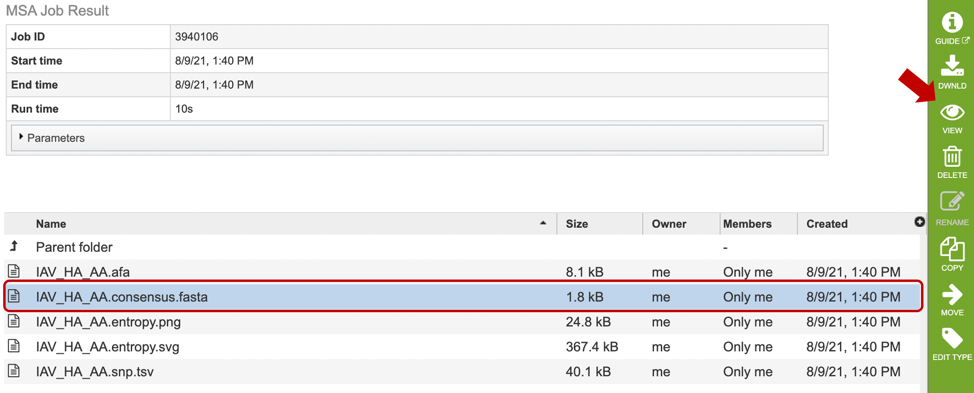 MSA Job Result
Job ID 3940106
Start time 8/9/21, 1:40 PM
End time 8/9/21, 1:40 PM
Run time 10s
Parameters
Name Size Owner Members Created
Parent folder -
IAV_HA_AA.afa 8.1 kB me Only me 8/9/21, 1:40 PM
IAV_HA_AA.consensus.fasta 1.8 kB me Only me 8/9/21, 1:40 PM
IAV_HA_AA.entropy.png 24.8 kB me Only me 8/9/21, 1:40 PM
IAV_HA_AA.entropy.svg 367.4 kB me Only me 8/9/21, 1:40 PM
IAV_HA_AA.snp.tsv 40.1 kB me Only me 8/9/21, 1:40 PM
GUIDE
DWNLD
VIEW
DELETE
RENAME
COPY
MOVE
EDIT TYPE